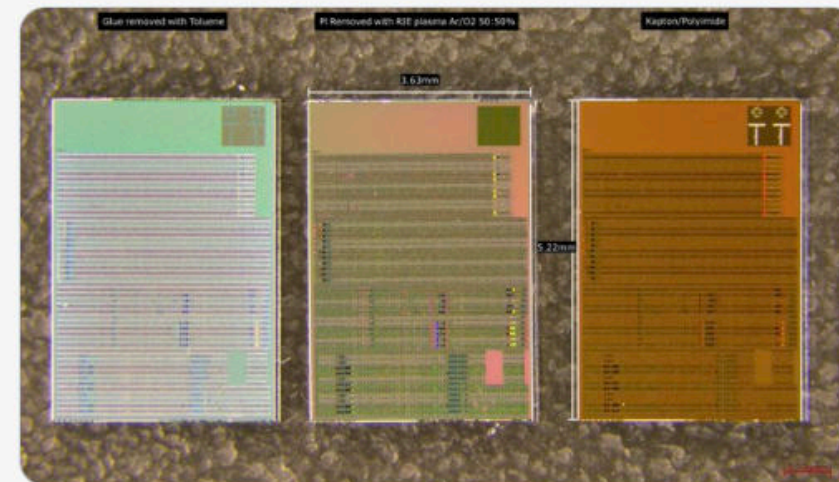 Glue removed with Toluene
PI Removed with RIE plasma Ar/O2 50:50%
Kapton/Polyimide
3.63mm
5.22mm